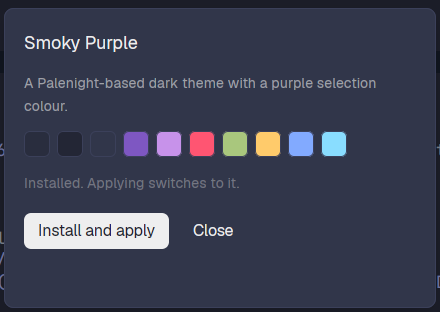 Smoky Purple
A Palenight-based dark theme with a purple selection
colour.
Installed. Applying switches to it.
Install and apply
Close